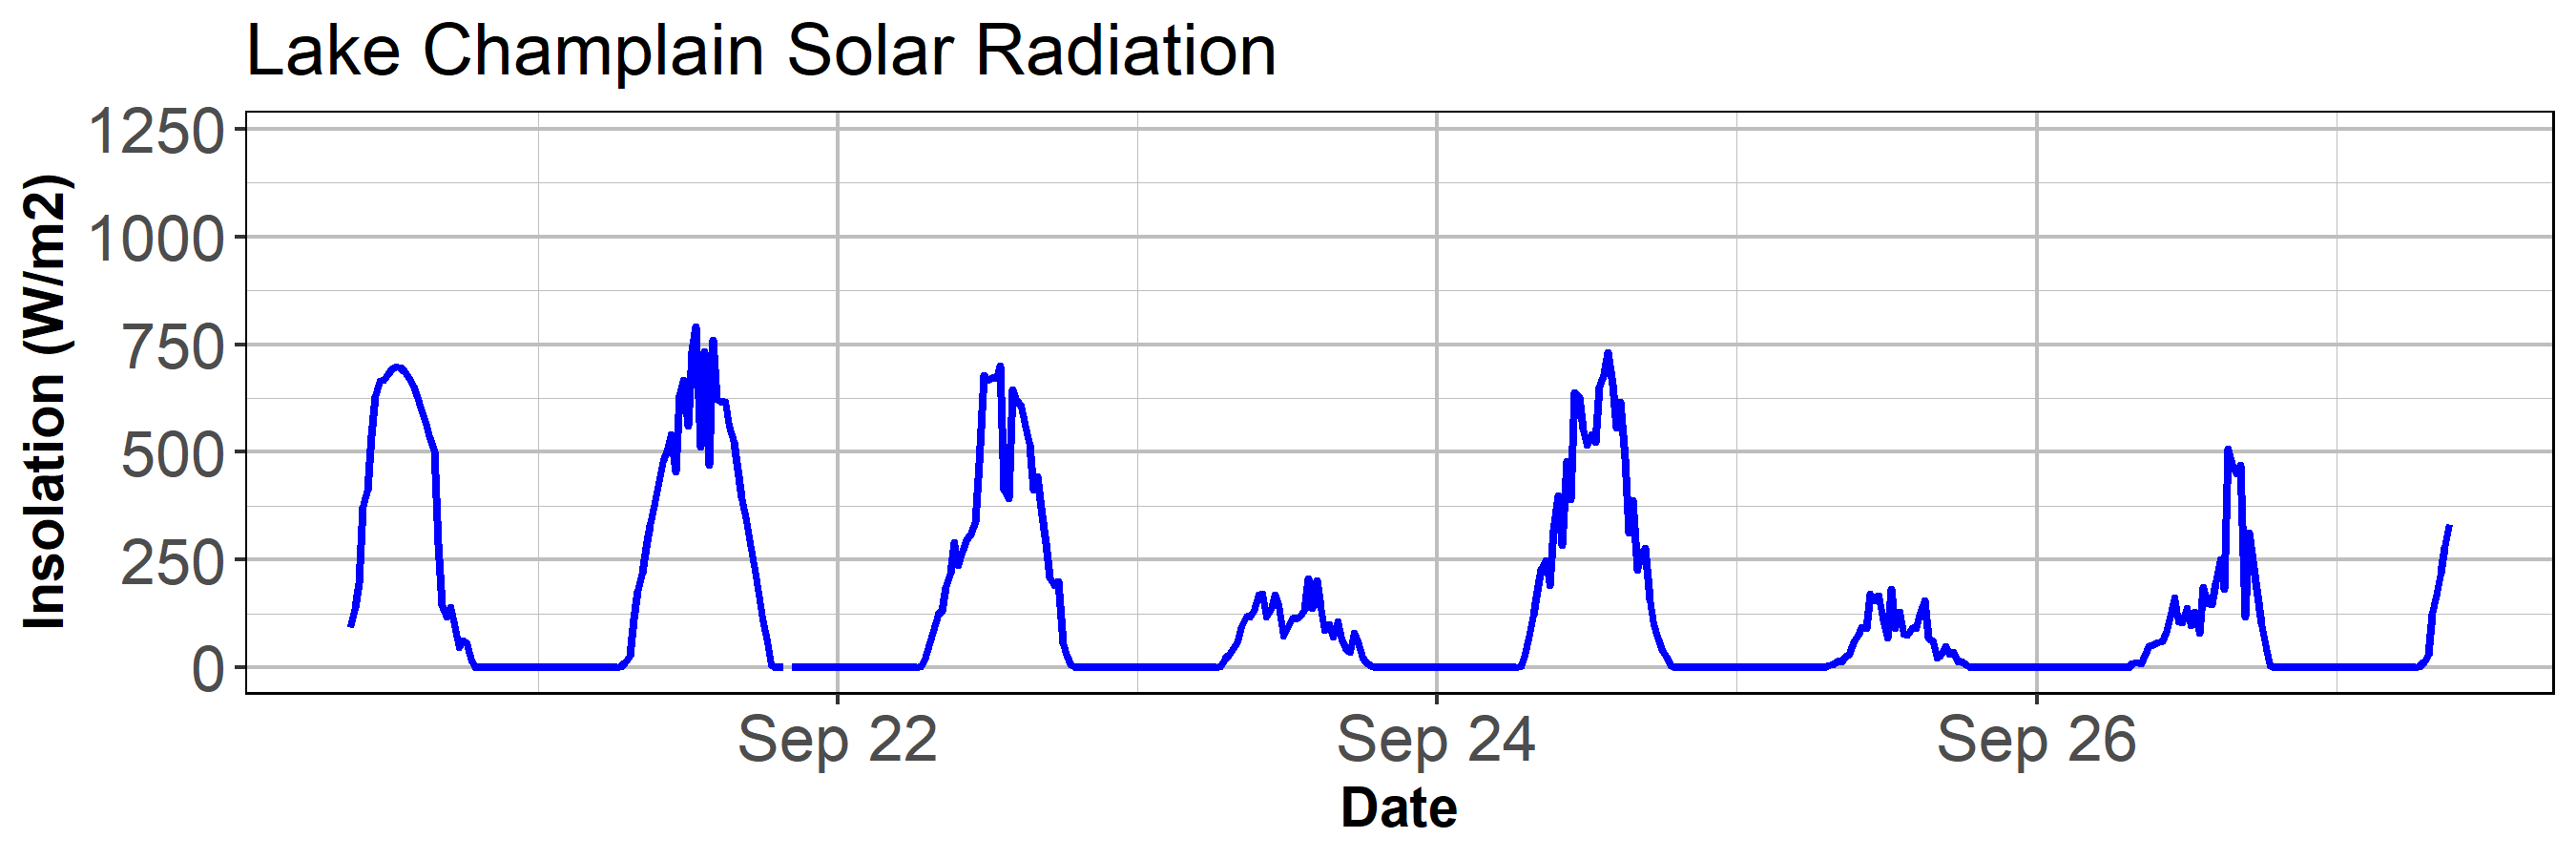 Lake Champlain Solar Radiation
Insolation (W/m2)
1250
1000
750
500
250
0
Sep 22
Sep 24
Sep 26
Date